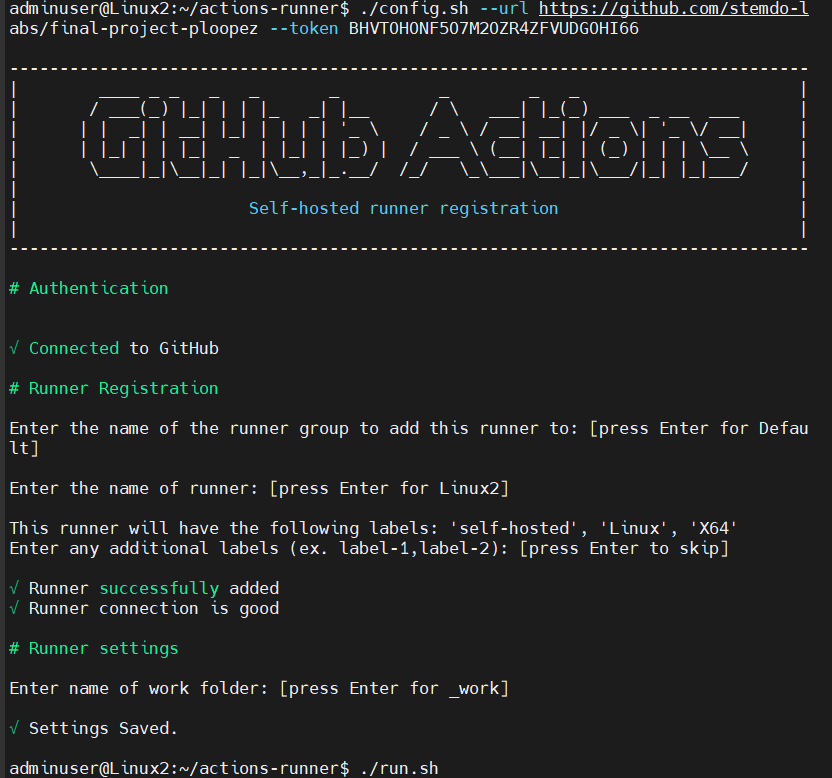 adminuser@Linux2:~/actions-runner$ ./config.sh --url https://github.com/stemdo-l
abs/final-project-ploopez --token BHVTOHONF5O7M2OZR4ZFVUDGOHI66
--------------------------------------------------------------------------------
GitHub Actions
Self-hosted runner registration
--------------------------------------------------------------------------------
# Authentication
√ Connected to GitHub
# Runner Registration
Enter the name of the runner group to add this runner to: [press Enter for Defau
lt]
Enter the name of runner: [press Enter for Linux2]
This runner will have the following labels: 'self-hosted', 'Linux', 'X64'
Enter any additional labels (ex. label-1,label-2): [press Enter to skip]
√ Runner successfully added
√ Runner connection is good
# Runner settings
Enter name of work folder: [press Enter for _work]
√ Settings Saved.
adminuser@Linux2:~/actions-runner$ ./run.sh